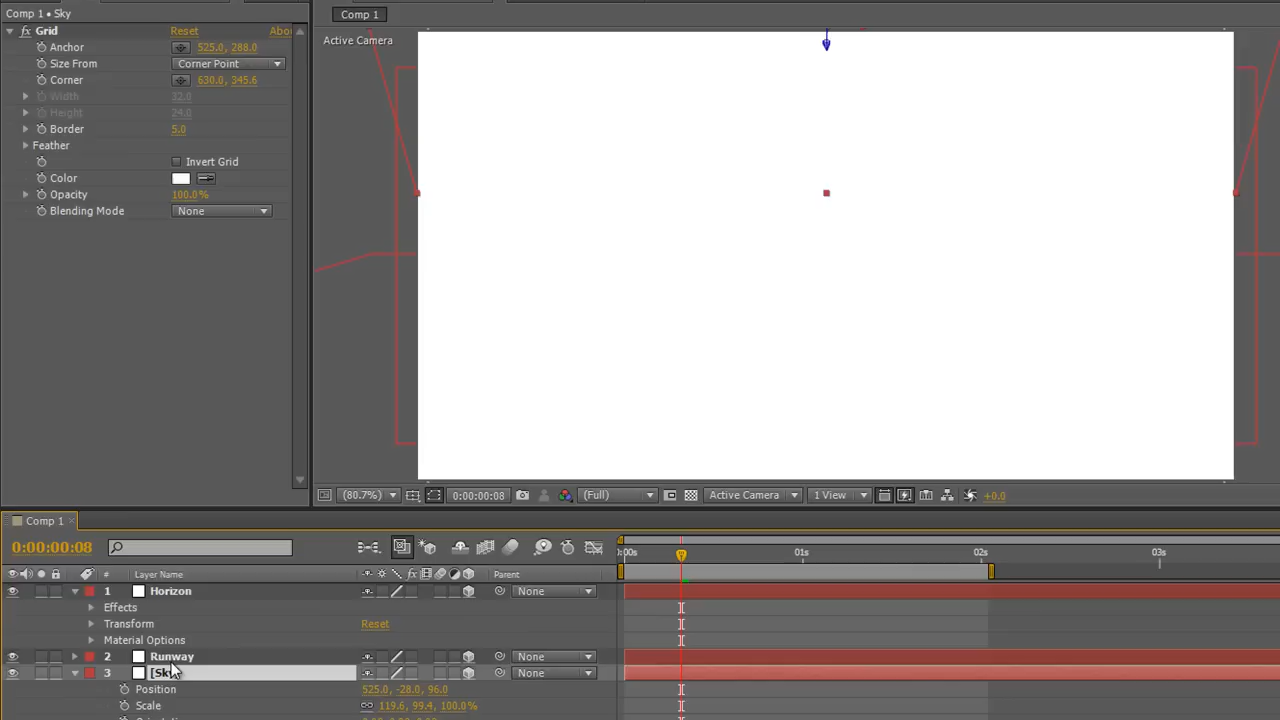 Comp 1 • Sky
Comp 1
fx Grid Reset Abou
Active Camera
Anchor 525.0, 288.0
Size From Corner Point
Corner 630.0, 345.6
Width 32.0
Height 24.0
Border 5.0
Feather
Invert Grid
Color
Opacity 100.0%
Blending Mode None
(80.7%) 0:00:00:08 (Full) Active Camera 1 View +0.0
Comp 1
0:00:00:08
:00s 01s 02s 03s
# Layer Name fx Parent
1 Horizon None
Effects
Transform Reset
Material Options
2 Runway None
3 [Sky None
Position 525.0, -28.0, 96.0
Scale 119.6, 99.4, 100.0%